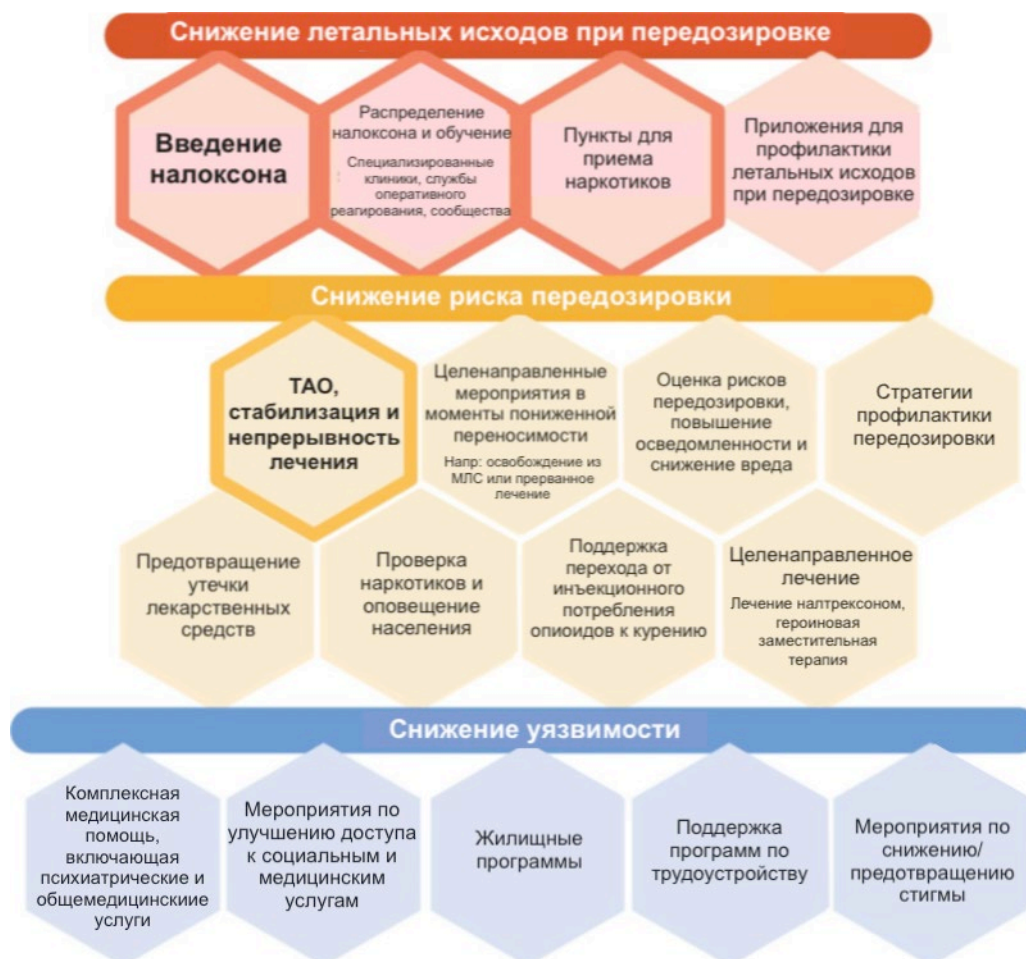 Снижение летальных исходов при передозировке
Введение
налоксона
Распределение
налоксона и обучение
Специализированные
клиники, службы
оперативного
реагирования, сообщества
Пункты для
приема
наркотиков
Приложения для
профилактики
летальных исходов
при передозировке
Снижение риска передозировки
ТАО,
стабилизация и
непрерывность
лечения
Целенаправленные
мероприятия в
моменты пониженной
переносимости
Напр: освобождение из
МЛС или прерванное
лечение
Оценка рисков
передозировки,
повышение
осведомленности и
снижение вреда
Стратегии
профилактики
передозировки
Предотвращение
утечки
лекарственных
средств
Проверка
наркотиков и
оповещение
населения
Поддержка
перехода от
инъекционного
потребления
опиоидов к курению
Целенаправленное
лечение
Лечение налтрексоном,
героиновая
заместительная
терапия
Снижение уязвимости
Комплексная
медицинская
помощь,
включающая
психиатрические и
общемедицинскиие
услуги
Мероприятия по
улучшению доступа
к социальным и
медицинским
услугам
Жилищные
программы
Поддержка
программ по
трудоустройству
Мероприятия по
снижению/
предотвращению
стигмы